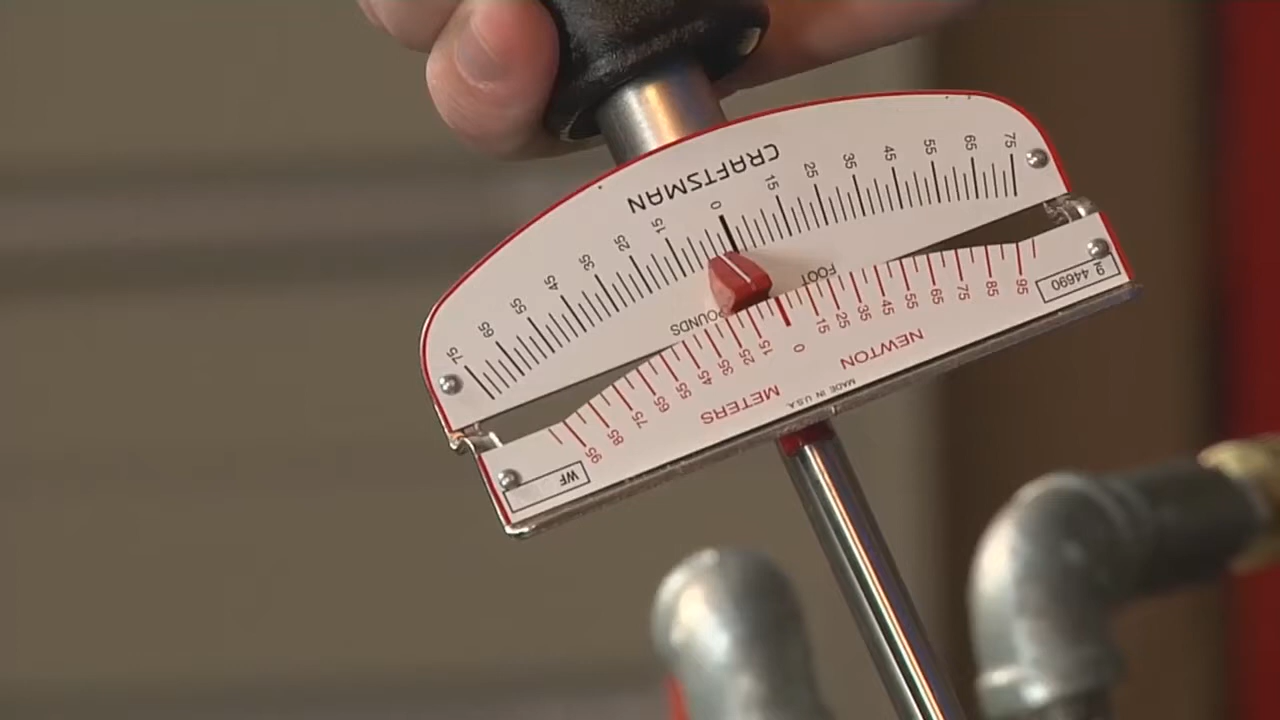 CRAFTSMAN
75 65 55 45 35 25 15 0 15 25 35 45 55 65 75
FOOT
POUNDS
95 85 75 65 55 45 35 25 15 0 15 25 35 45 55 65 75 85 95
NEWTON
METERS
MADE IN U.S.A.
9 44690
WF